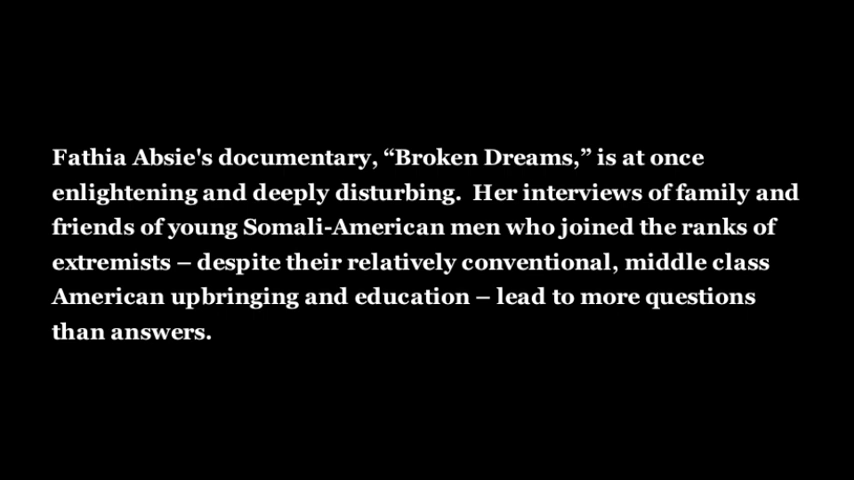 Fathia Absie's documentary, “Broken Dreams,” is at once
enlightening and deeply disturbing.  Her interviews of family and
friends of young Somali-American men who joined the ranks of
extremists – despite their relatively conventional, middle class
American upbringing and education – lead to more questions
than answers.